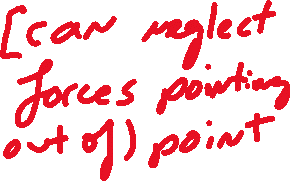 [can neglect
forces pointing
out of) point